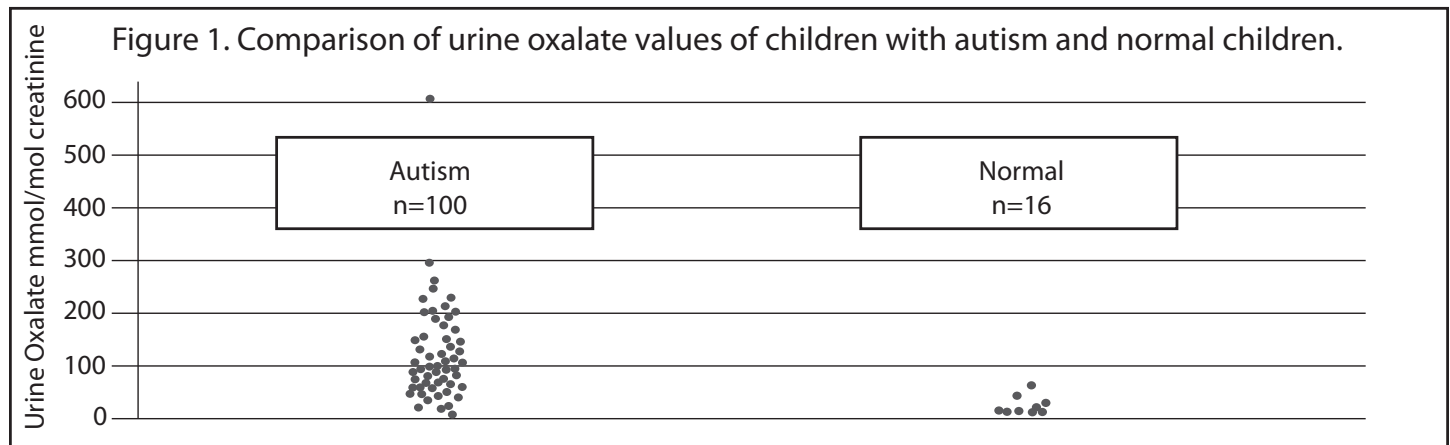 Figure 1. Comparison of urine oxalate values of children with autism and normal children.
Urine Oxalate mmol/mol creatinine
600
500
400
300
200
100
0
Autism
n=100
Normal
n=16